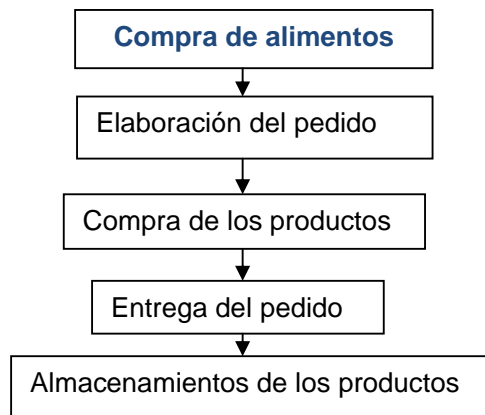 Compra de alimentos
Elaboración del pedido
Compra de los productos
Entrega del pedido
Almacenamientos de los productos